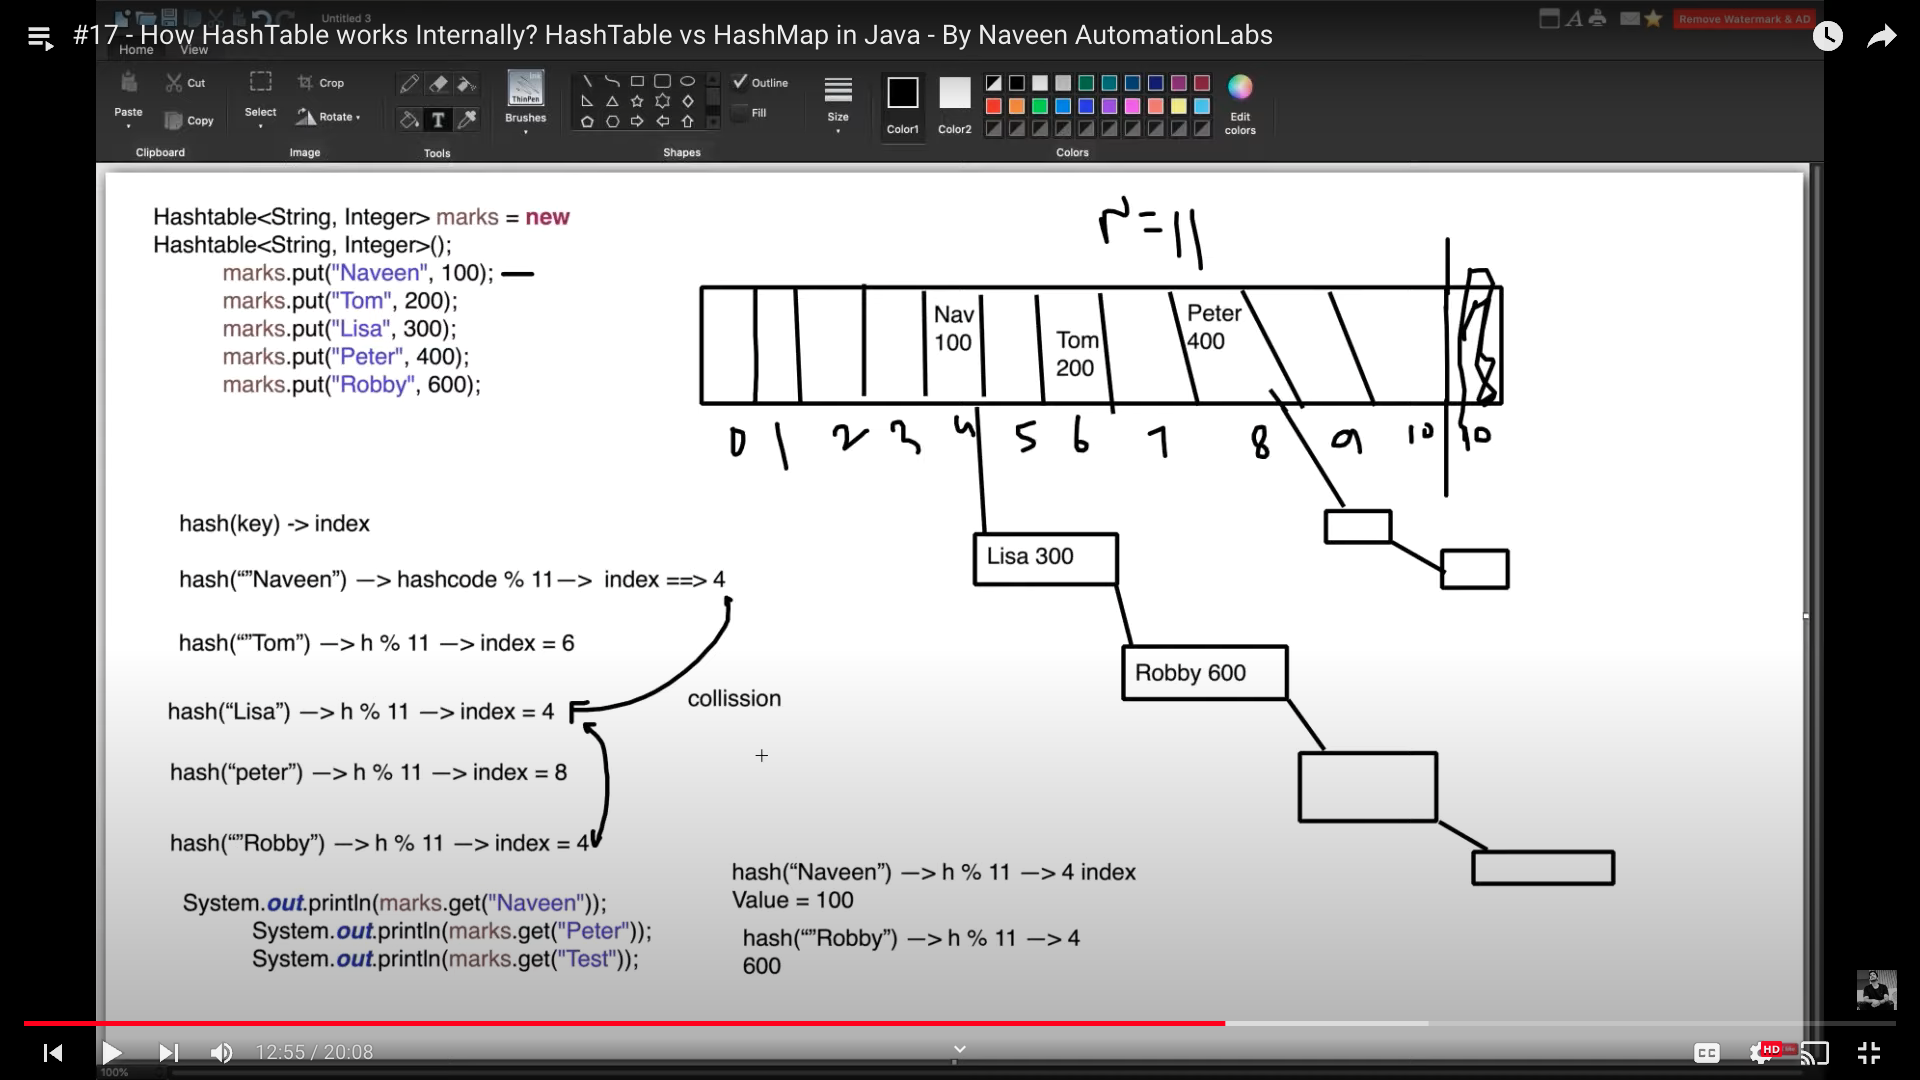 Untitled 3
#17 - How HashTable works Internally? HashTable vs HashMap in Java - By Naveen AutomationLabs
Remove Watermark & AD
Home View
Paste
Cut
Copy
Clipboard
Select
Crop
Rotate
Image
T
Tools
ThinPen
Brushes
Outline
Fill
Shapes
Size
Color1
Color2
Edit
colors
Colors
Hashtable<String, Integer> marks = new
Hashtable<String, Integer>();
marks.put("Naveen", 100);
marks.put("Tom", 200);
marks.put("Lisa", 300);
marks.put("Peter", 400);
marks.put("Robby", 600);
r=11
Nav
100
Tom
200
Peter
400
0 1 2 3 4 5 6 7 8 9 10 10
Lisa 300
Robby 600
hash(key) -> index
hash(“”Naveen”) —> hashcode % 11—> index ==> 4
hash(“”Tom”) —> h % 11 —> index = 6
hash(“Lisa”) —> h % 11 —> index = 4
collission
hash(“peter”) —> h % 11 —> index = 8
hash(“”Robby”) —> h % 11 —> index = 4
System.out.println(marks.get("Naveen"));
System.out.println(marks.get("Peter"));
System.out.println(marks.get("Test"));
hash(“Naveen”) —> h % 11 —> 4 index
Value = 100
hash(“”Robby”) —> h % 11 —> 4
600
12:55 / 20:08
CC
HD
100%